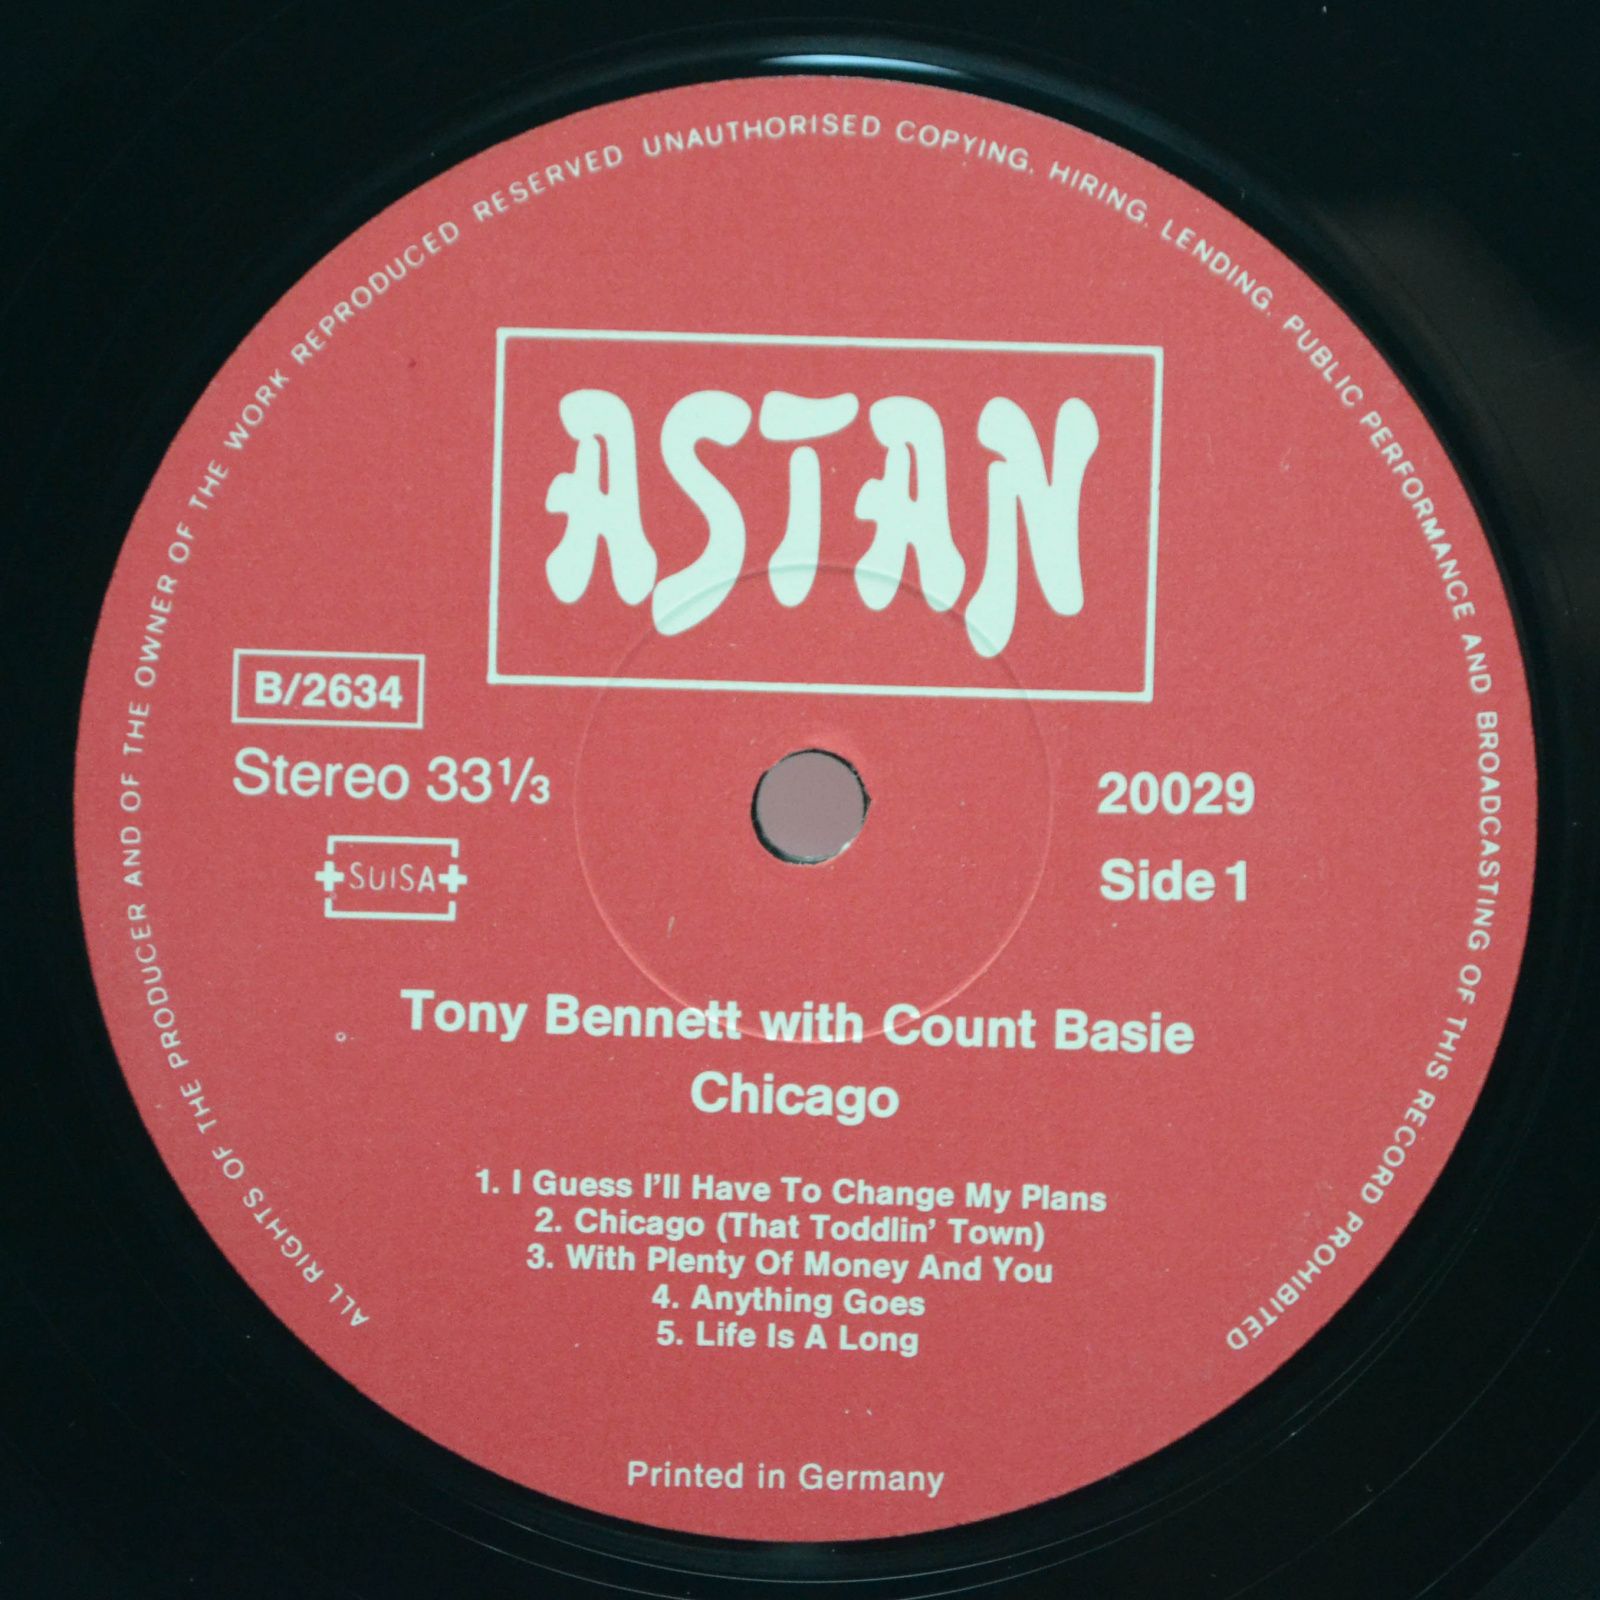 ALL RIGHTS OF THE PRODUCER AND OF THE OWNER OF THE WORK REPRODUCED RESERVED UNAUTHORISED COPYING, HIRING, LENDING, PUBLIC PERFORMANCE AND BROADCASTING OF THIS RECORD PROHIBITED
ASTAN
B/2634
Stereo 33 1/3
20029
SUISA
Side 1
Tony Bennett with Count Basie
Chicago
1. I Guess I'll Have To Change My Plans
2. Chicago (That Toddlin' Town)
3. With Plenty Of Money And You
4. Anything Goes
5. Life Is A Long
Printed in Germany